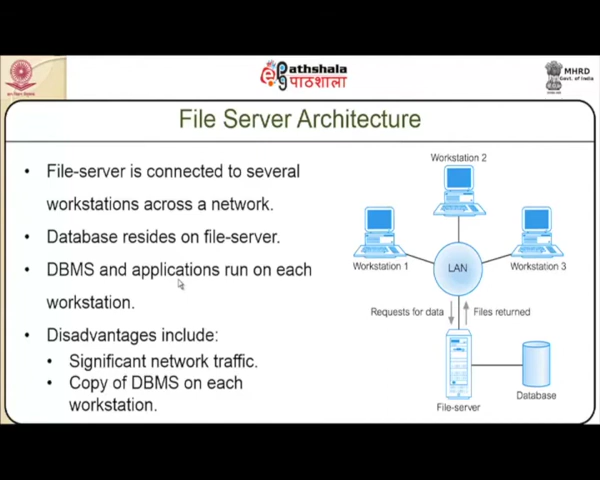 Pathshala
पाठशाला
MHRD
Govt. of India
File Server Architecture
• File-server is connected to several
workstations across a network.
• Database resides on file-server.
• DBMS and applications run on each
workstation.
• Disadvantages include:
• Significant network traffic.
• Copy of DBMS on each
workstation.
Workstation 2
Workstation 1
LAN
Workstation 3
Requests for data
Files returned
File-server
Database